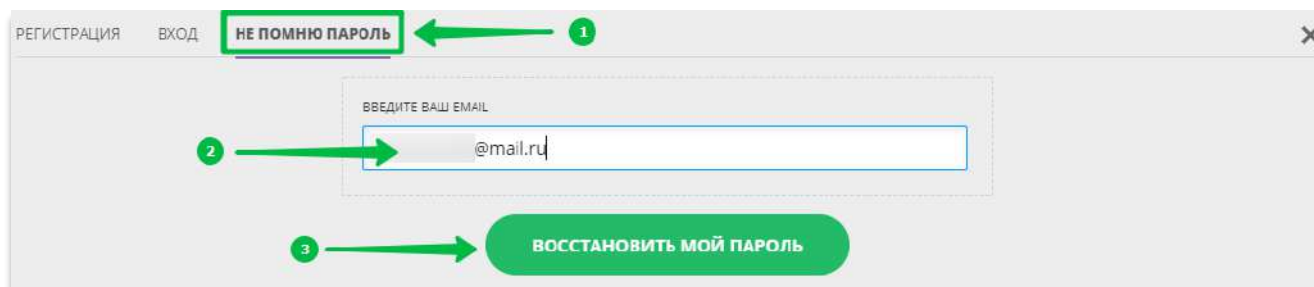 РЕГИСТРАЦИЯ ВХОД НЕ ПОМНЮ ПАРОЛЬ 1
ВВЕДИТЕ ВАШ EMAIL
2 @mail.ru
3 ВОССТАНОВИТЬ МОЙ ПАРОЛЬ